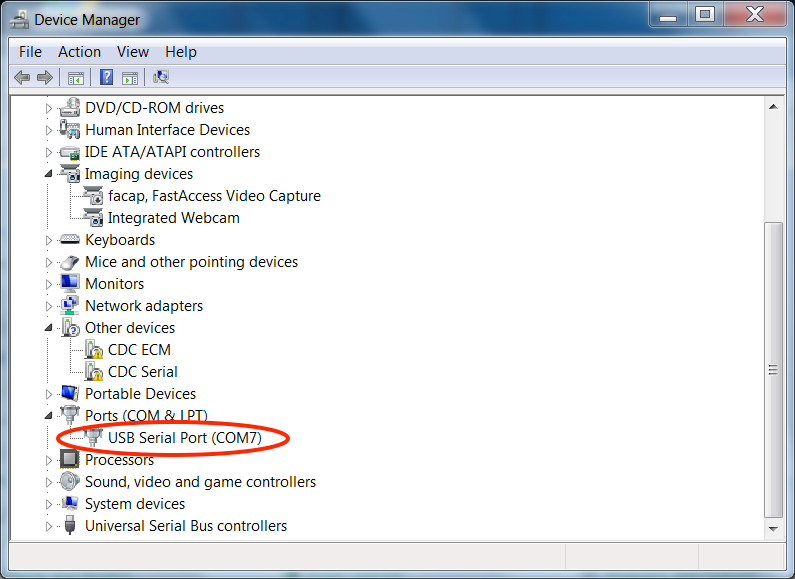 Device Manager
File Action View Help
DVD/CD-ROM drives
Human Interface Devices
IDE ATA/ATAPI controllers
Imaging devices
facap, FastAccess Video Capture
Integrated Webcam
Keyboards
Mice and other pointing devices
Monitors
Network adapters
Other devices
CDC ECM
CDC Serial
Portable Devices
Ports (COM & LPT)
USB Serial Port (COM7)
Processors
Sound, video and game controllers
System devices
Universal Serial Bus controllers